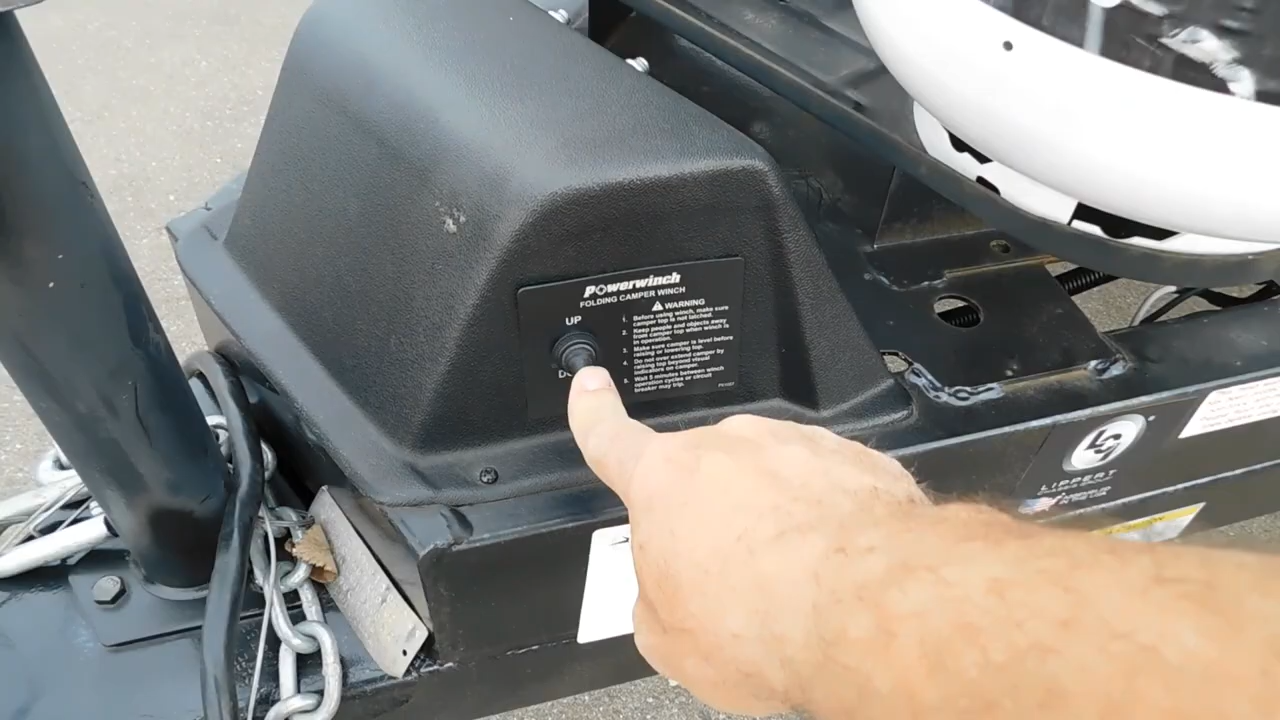 Powerwinch
FOLDING CAMPER WINCH
UP
WARNING
1. Before using winch, make sure
camper top is not latched.
2. Keep people and objects away
from camper top when winch is
in operation.
3. Make sure camper is level before
raising or lowering top.
4. Do not over extend camper by
raising top beyond visual
indicators on camper.
5. Wait 5 minutes between winch
operation cycles or circuit
breaker may trip.
LIPPERT